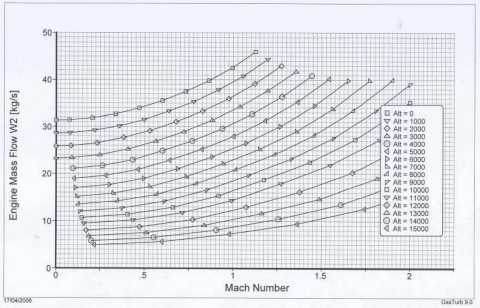 Engine Mass Flow W2 [kg/s]
50
40
30
20
10
0
0
.5
1
1.5
2
Mach Number
Alt = 0
Alt = 1000
Alt = 2000
Alt = 3000
Alt = 4000
Alt = 5000
Alt = 6000
Alt = 7000
Alt = 8000
Alt = 9000
Alt = 10000
Alt = 11000
Alt = 12000
Alt = 13000
Alt = 14000
Alt = 15000
17/04/2008
GasTurb 9.0